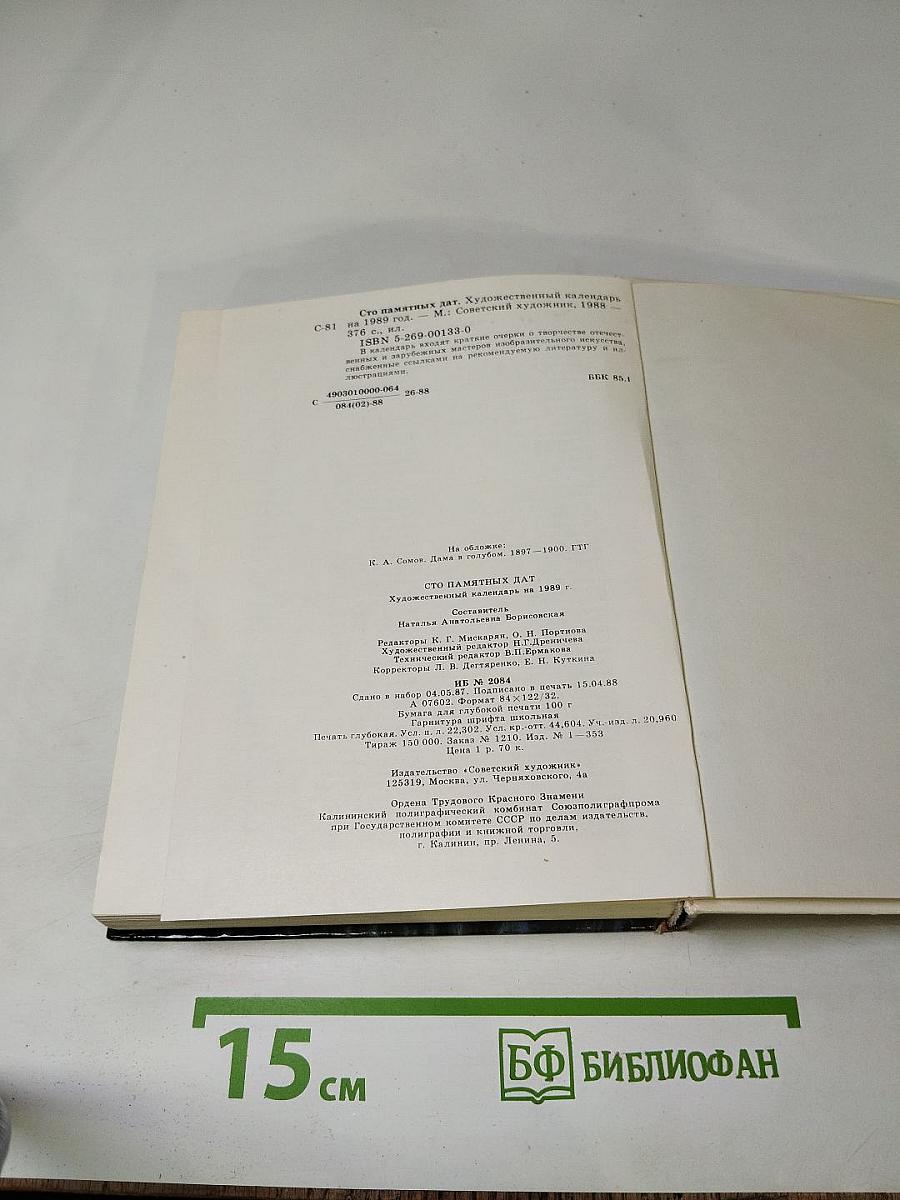 Сто памятных дат. Художественный календарь
С-81 на 1989 год. — М.: Советский художник, 1988 —
376 с., ил.
ISBN 5-269-00133-0
В календарь входят краткие очерки о творчестве отечест-
венных и зарубежных мастеров изобразительного искусства,
снабженные ссылками на рекомендуемую литературу и ил-
люстрациями.
С 4903010000-064 26-88
084(02)-88
ББК 85.1
На обложке:
К. А. Сомов. Дама в голубом. 1897—1900. ГТГ
СТО ПАМЯТНЫХ ДАТ
Художественный календарь на 1989 г.
Составитель
Наталья Анатольевна Борисовская
Редакторы К. Г. Мискарян, О. Н. Портнова
Художественный редактор Н.Г.Дреничева
Технический редактор В.П.Ермакова
Корректоры Л. В. Дегтяренко, Е. Н. Куткина
ИБ № 2084
Сдано в набор 04.05.87. Подписано в печать 15.04.88
А 07602. Формат 84×122/32.
Бумага для глубокой печати 100 г
Гарнитура шрифта школьная
Печать глубокая. Усл. п. л. 22,302. Усл. кр.-отт. 44,604. Уч.-изд. л. 20,960
Тираж 150 000. Заказ № 1210. Изд. № 1—353
Цена 1 р. 70 к.
Издательство «Советский художник»
125319, Москва, ул. Черняховского, 4а
Ордена Трудового Красного Знамени
Калининский полиграфический комбинат Союзполиграфпрома
при Государственном комитете СССР по делам издательств,
полиграфии и книжной торговли,
г. Калинин, пр. Ленина, 5.
15 см
БФ БИБЛИОФАН